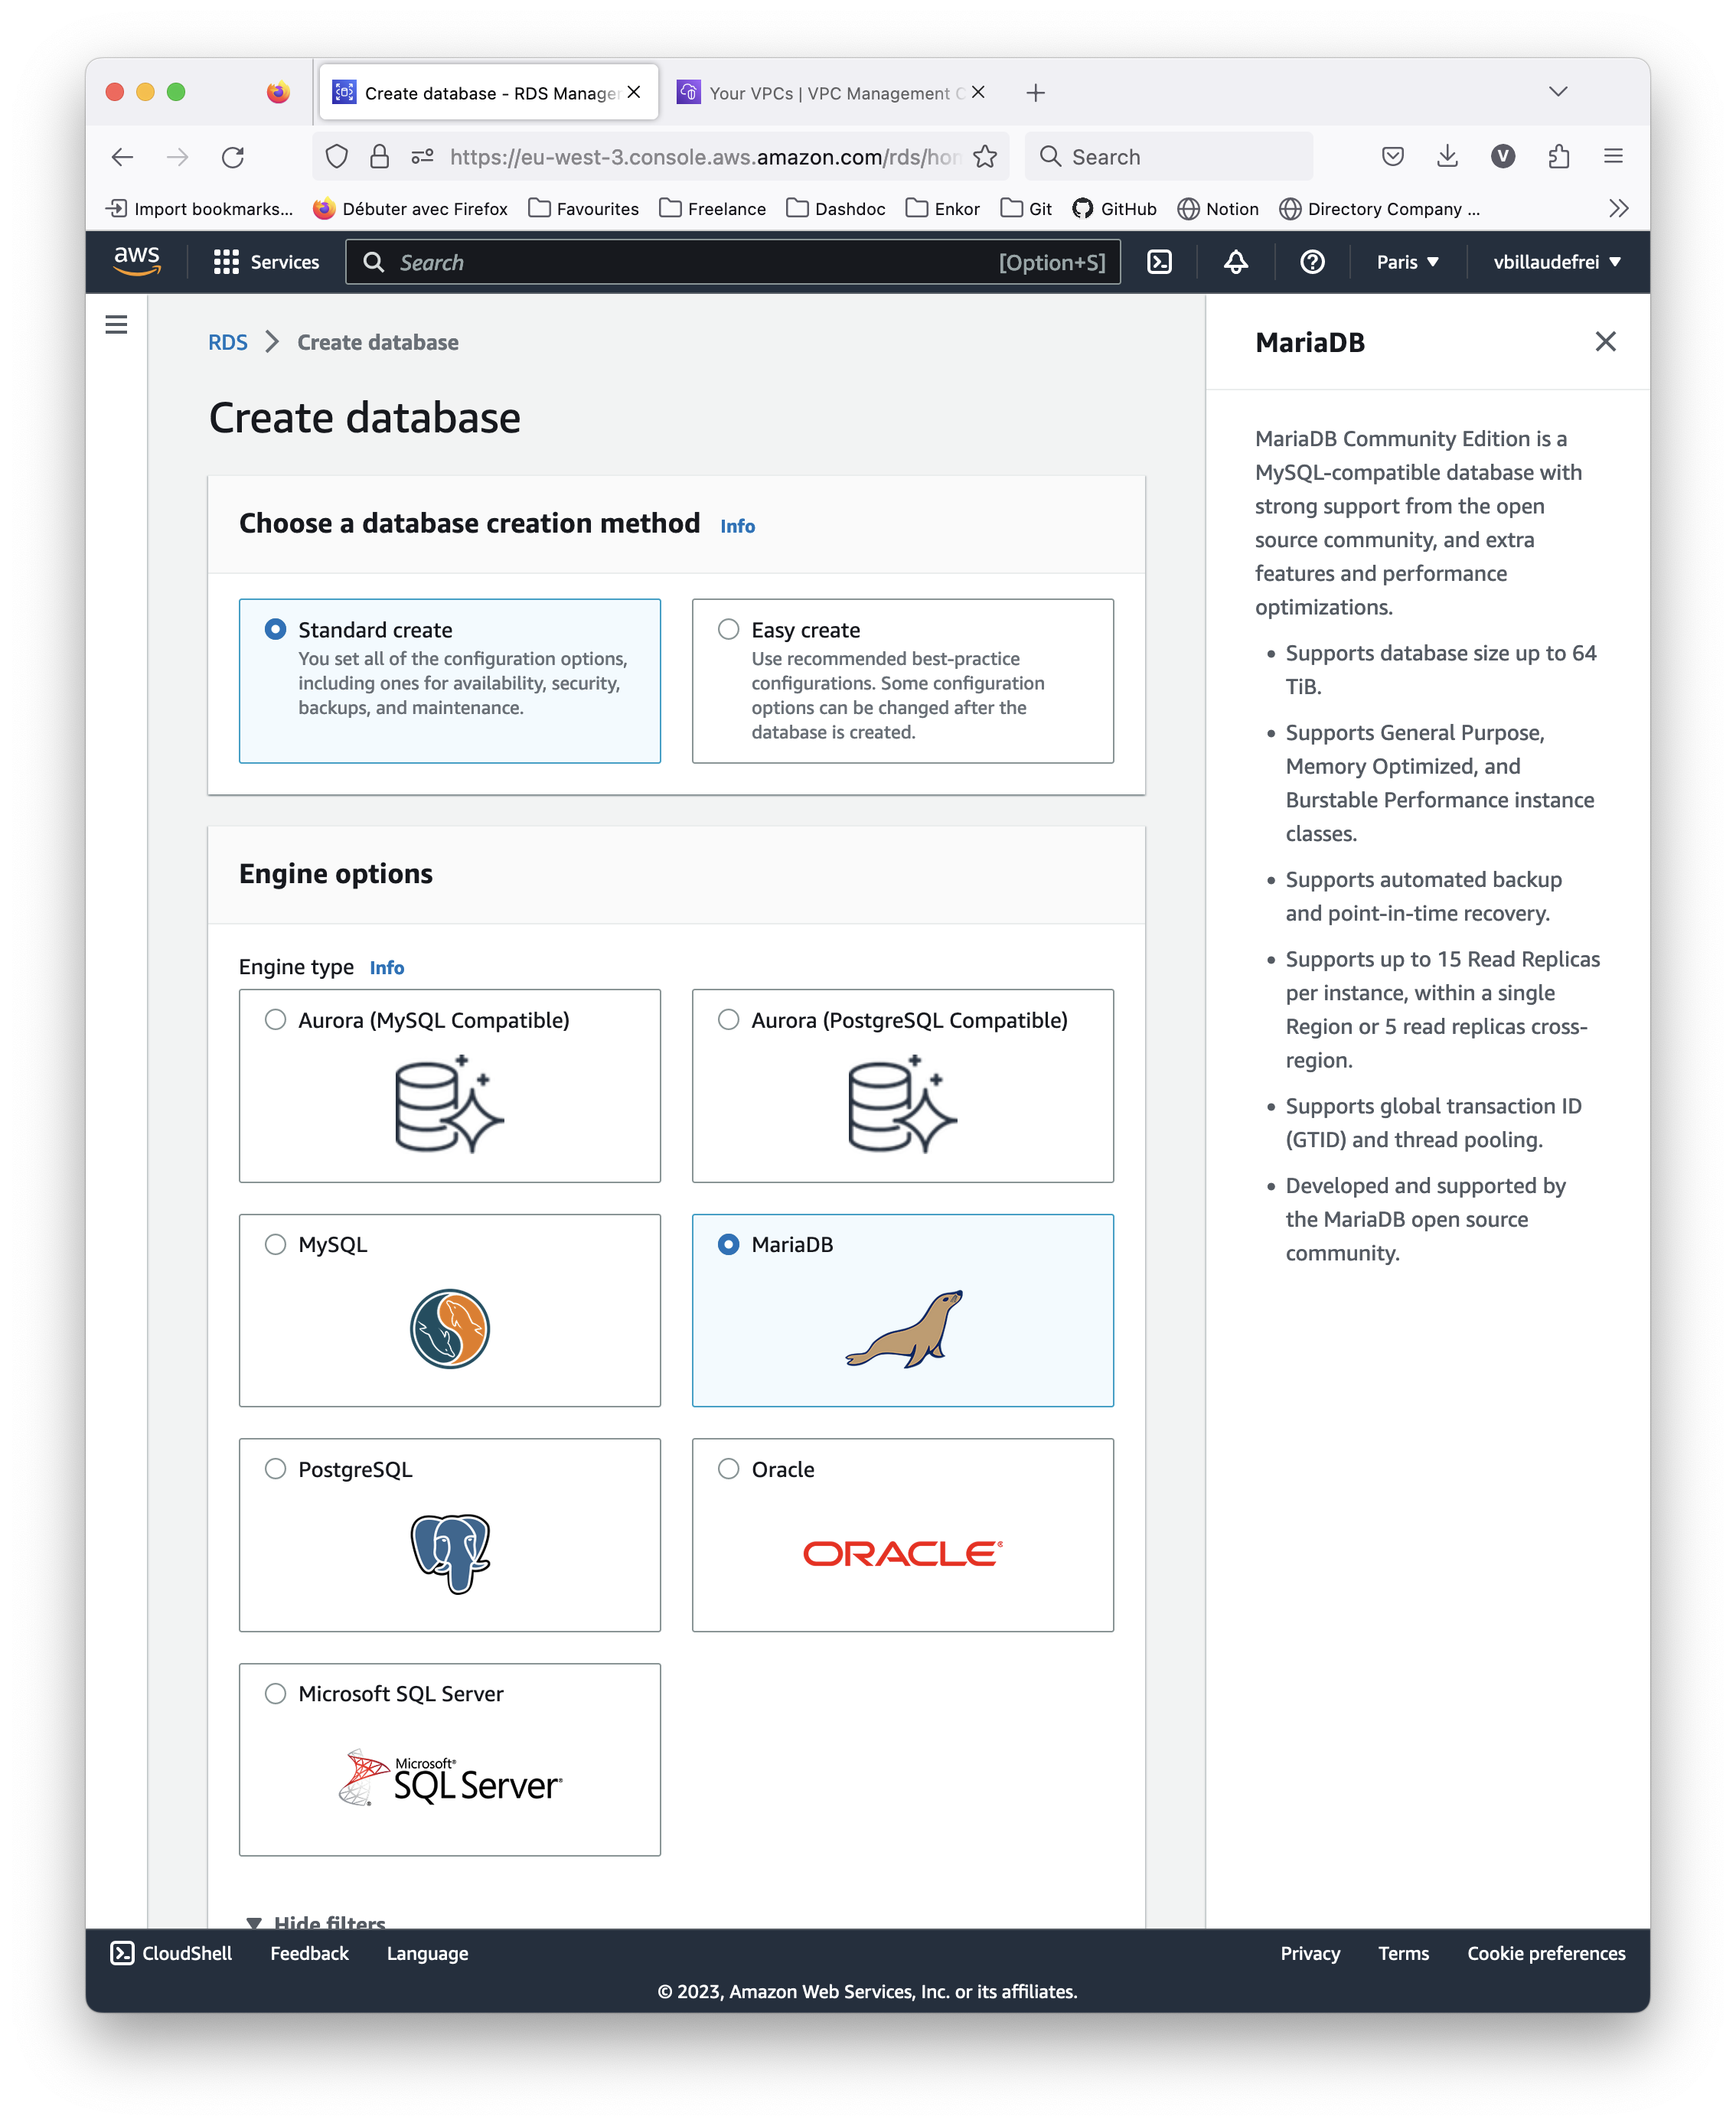 Create database - RDS Manager
Your VPCs | VPC Management C
https://eu-west-3.console.aws.amazon.com/rds/hom
Search
V
Import bookmarks...
Débuter avec Firefox
Favourites
Freelance
Dashdoc
Enkor
Git
GitHub
Notion
Directory Company ...
aws
Services
Search
[Option+S]
Paris
vbillaudefrei
RDS
Create database
Create database
Choose a database creation method Info
Standard create
You set all of the configuration options,
including ones for availability, security,
backups, and maintenance.
Easy create
Use recommended best-practice
configurations. Some configuration
options can be changed after the
database is created.
Engine options
Engine type Info
Aurora (MySQL Compatible)
Aurora (PostgreSQL Compatible)
MySQL
MariaDB
PostgreSQL
Oracle
ORACLE®
Microsoft SQL Server
Microsoft®
SQL Server®
Hide filters
MariaDB
MariaDB Community Edition is a
MySQL-compatible database with
strong support from the open
source community, and extra
features and performance
optimizations.
• Supports database size up to 64
TiB.
• Supports General Purpose,
Memory Optimized, and
Burstable Performance instance
classes.
• Supports automated backup
and point-in-time recovery.
• Supports up to 15 Read Replicas
per instance, within a single
Region or 5 read replicas cross-
region.
• Supports global transaction ID
(GTID) and thread pooling.
• Developed and supported by
the MariaDB open source
community.
CloudShell
Feedback
Language
Privacy
Terms
Cookie preferences
© 2023, Amazon Web Services, Inc. or its affiliates.